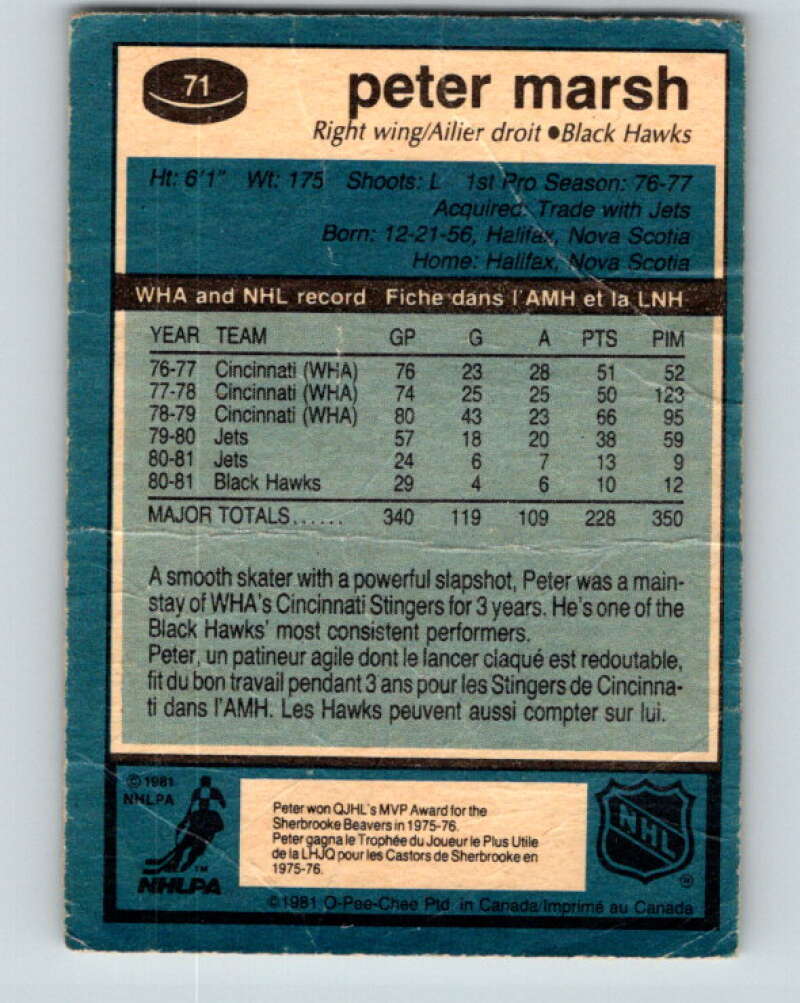 71
peter marsh
Right wing/Ailier droit ●Black Hawks
Ht: 6'1" Wt: 175 Shoots: L 1st Pro Season: 76-77
Acquired: Trade with Jets
Born: 12-21-56, Halifax, Nova Scotia
Home: Halifax, Nova Scotia
WHA and NHL record Fiche dans l'AMH et la LNH
YEAR TEAM GP G A PTS PIM
76-77 Cincinnati (WHA) 76 23 28 51 52
77-78 Cincinnati (WHA) 74 25 25 50 123
78-79 Cincinnati (WHA) 80 43 23 66 95
79-80 Jets 57 18 20 38 59
80-81 Jets 24 6 7 13 9
80-81 Black Hawks 29 4 6 10 12
MAJOR TOTALS...... 340 119 109 228 350
A smooth skater with a powerful slapshot, Peter was a main-
stay of WHA's Cincinnati Stingers for 3 years. He's one of the
Black Hawks' most consistent performers.
Peter, un patineur agile dont le lancer claqué est redoutable,
fit du bon travail pendant 3 ans pour les Stingers de Cincinna-
ti dans l'AMH. Les Hawks peuvent aussi compter sur lui.
©1981
NHLPA
NHLPA
TM
Peter won QJHL's MVP Award for the
Sherbrooke Beavers in 1975-76.
Peter gagna le Trophée du Joueur le Plus Utile
de la LHJQ pour les Castors de Sherbrooke en
1975-76.
NHL
®
©1981 O-Pee-Chee Ptd. in Canada/Imprimé au Canada